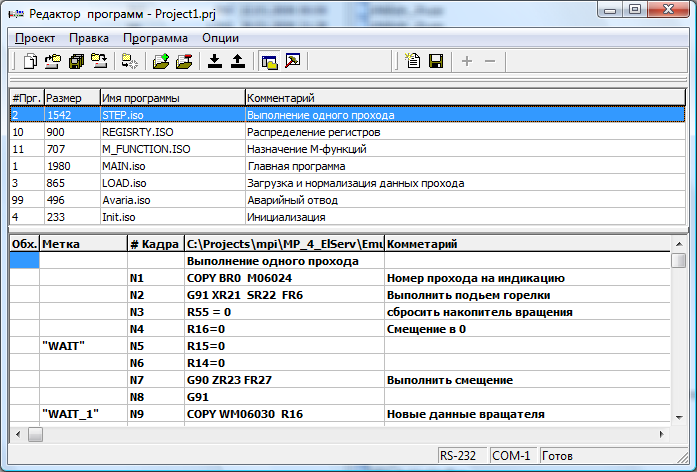 Редактор программ - Project1.prj
Проект Правка Программа Опции
#Прг. Размер Имя программы Комментарий
2 1542 STEP.iso Выполнение одного прохода
10 900 REGISRTY.ISO Распределение регистров
11 707 M_FUNCTION.ISO Назначение М-функций
1 1980 MAIN.iso Главная программа
3 865 LOAD.iso Загрузка и нормализация данных прохода
99 496 Avaria.iso Аварийный отвод
4 233 Init.iso Инициализация
Обх. Метка # Кадра C:\Projects\mpi\MP_4_ElServ\Emu Комметарий
Выполнение одного прохода
N1 COPY BR0 M06024 Номер прохода на индикацию
N2 G91 XR21 SR22 FR6 Выполнить подьем горелки
N3 R55 = 0 сбросить накопитель вращения
N4 R16=0 Смещение в 0
"WAIT" N5 R15=0
N6 R14=0
N7 G90 ZR23 FR27 Выполнить смещение
N8 G91
"WAIT_1" N9 COPY WM06030 R16 Новые данные вращателя
RS-232 COM-1 Готов